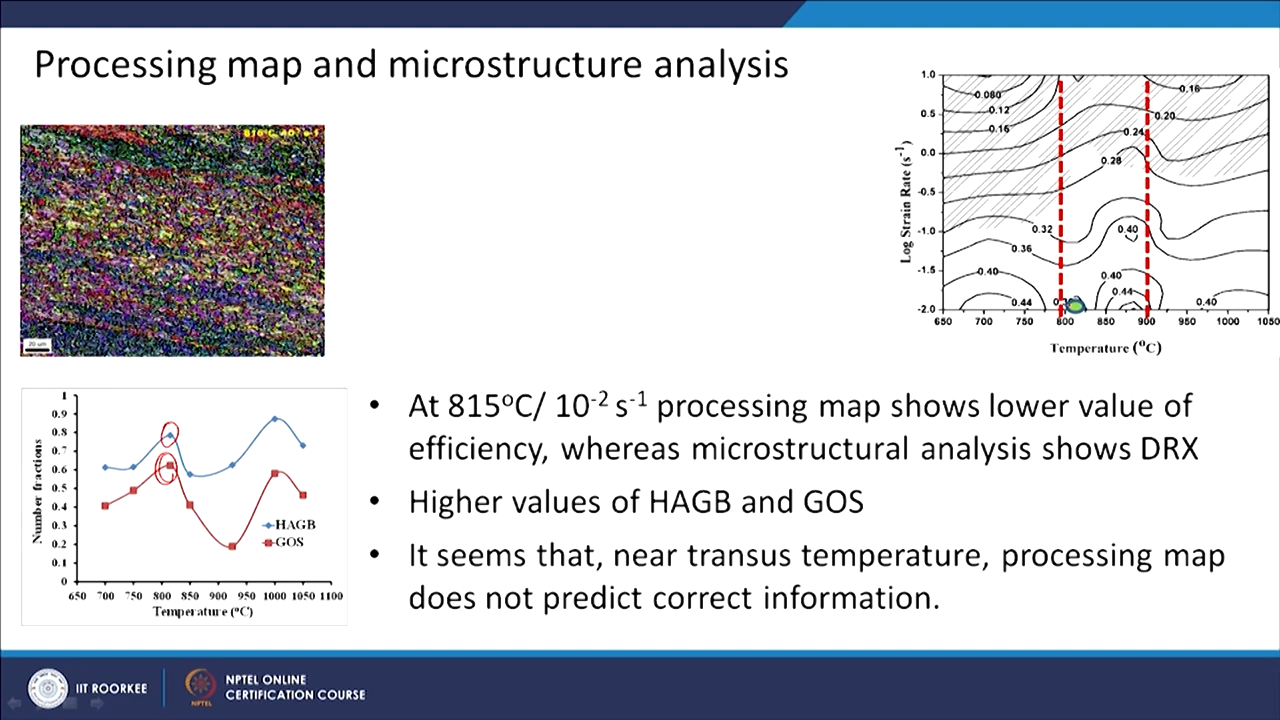 Processing map and microstructure analysis
20 um
1.0
0.5
0.0
-0.5
-1.0
-1.5
-2.0
Log Strain Rate (s⁻¹)
0.080
0.12
0.16
0.16
0.20
0.24
0.28
0.32
0.36
0.40
0.40
0.40
0.44
0.44
0.40
650 700 750 800 850 900 950 1000 1050
Temperature (ᵒC)
1
0.9
0.8
0.7
0.6
0.5
0.4
0.3
0.2
0.1
0
Number fractions
HAGB
GOS
650 700 750 800 850 900 950 1000 1050 1100
Temperature (ᵒC)
• At 815ᵒC/ 10⁻² s⁻¹ processing map shows lower value of
efficiency, whereas microstructural analysis shows DRX
• Higher values of HAGB and GOS
• It seems that, near transus temperature, processing map
does not predict correct information.
IIT ROORKEE
NPTEL
NPTEL ONLINE
CERTIFICATION COURSE